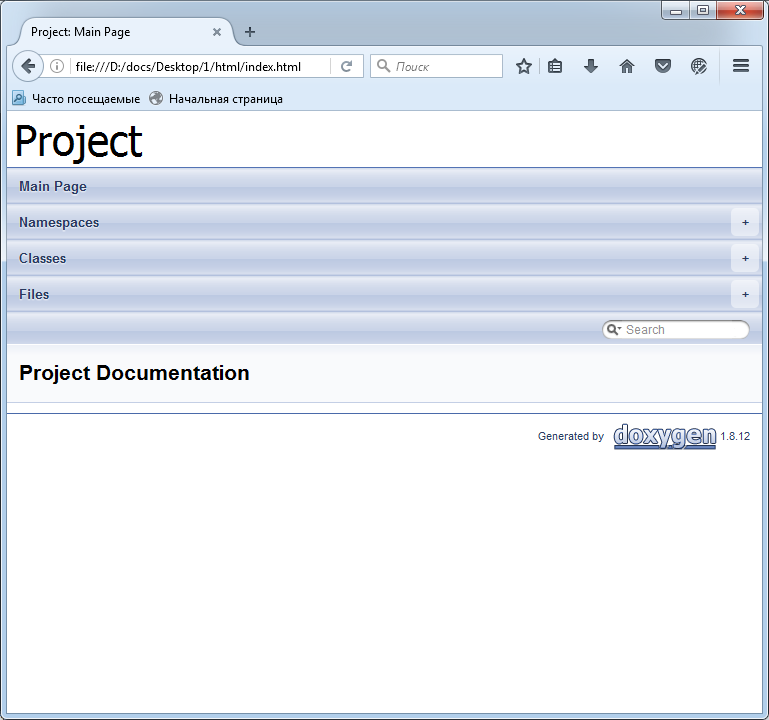 Project: Main Page
file:///D:/docs/Desktop/1/html/index.html
Поиск
Часто посещаемые Начальная страница
Project
Main Page
Namespaces +
Classes +
Files +
Search
Project Documentation
Generated by doxygen 1.8.12